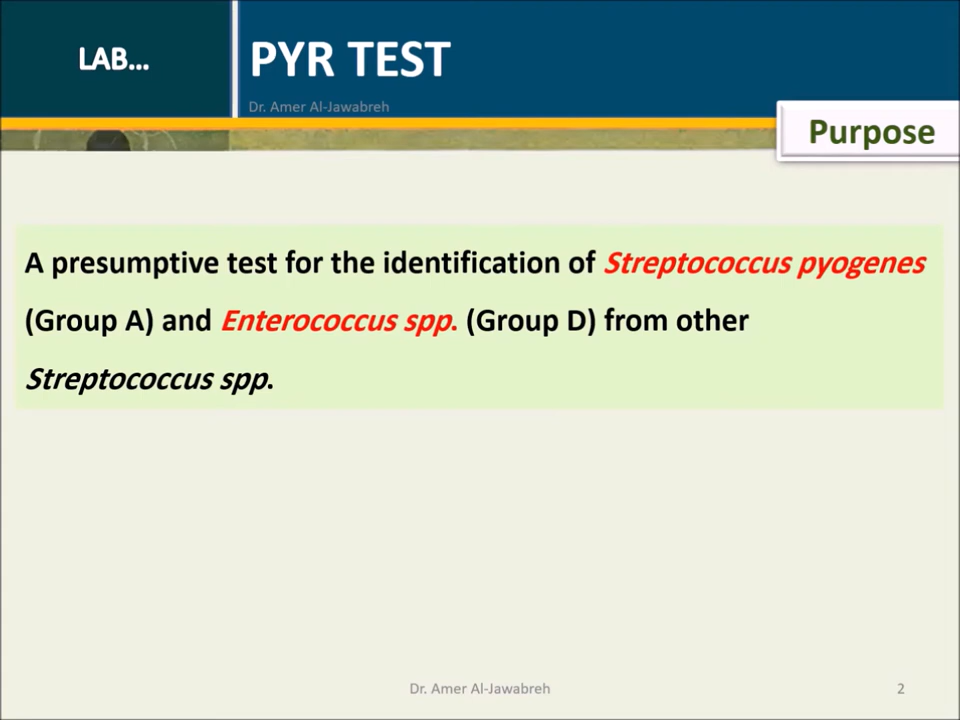 LAB...
PYR TEST
Dr. Amer Al-Jawabreh
Purpose
A presumptive test for the identification of Streptococcus pyogenes
(Group A) and Enterococcus spp. (Group D) from other
Streptococcus spp.
Dr. Amer Al-Jawabreh
2